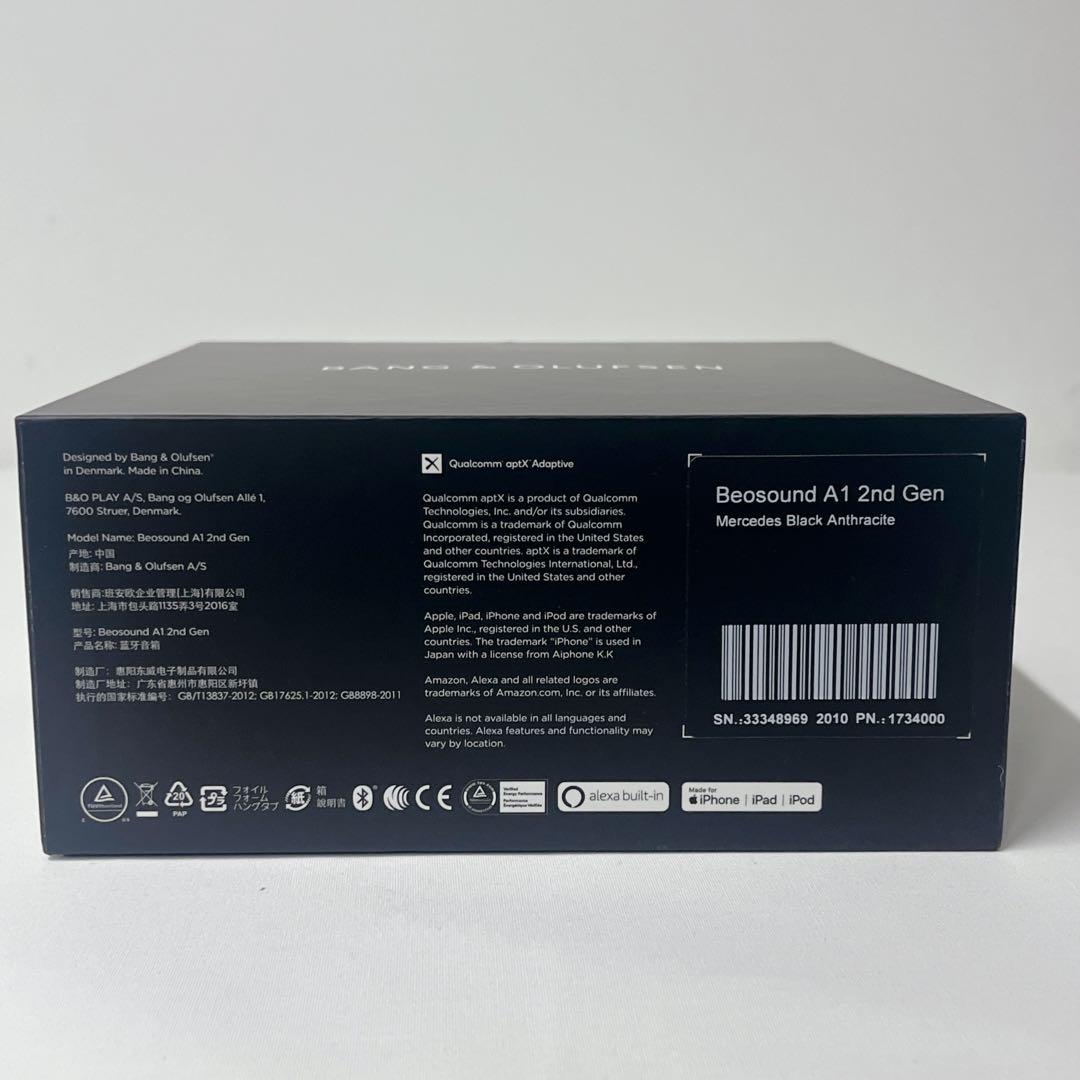 BANG & OLUFSEN
Designed by Bang & Olufsen®
in Denmark. Made in China.
B&O PLAY A/S, Bang og Olufsen Allé 1,
7600 Struer, Denmark.
Model Name: Beosound A1 2nd Gen
产地: 中国
制造商: Bang & Olufsen A/S
销售商:班安欧企业管理(上海)有限公司
地址: 上海市包头路1135弄3号2016室
型号: Beosound A1 2nd Gen
产品名称: 蓝牙音箱
制造厂: 惠阳东威电子制品有限公司
制造厂地址: 广东省惠州市惠阳区新圩镇
执行的国家标准编号: GB/T13837-2012; GB17625.1-2012; GB8898-2011
Qualcomm aptX Adaptive
Qualcomm aptX is a product of Qualcomm
Technologies, Inc. and/or its subsidiaries.
Qualcomm is a trademark of Qualcomm
Incorporated, registered in the United States
and other countries. aptX is a trademark of
Qualcomm Technologies International, Ltd.,
registered in the United States and other
countries.
Apple, iPad, iPhone and iPod are trademarks of
Apple Inc., registered in the U.S. and other
countries. The trademark "iPhone" is used in
Japan with a license from Aiphone K.K
Amazon, Alexa and all related logos are
trademarks of Amazon.com, Inc. or its affiliates.
Alexa is not available in all languages and
countries. Alexa features and functionality may
vary by location.
Beosound A1 2nd Gen
Mercedes Black Anthracite
SN.:33348969 2010 PN.:1734000
20
PAP
プラ
フォイル
フォーム
ハングタブ
紙
箱
説明書
CE
Verified
Energy Performance
Performance
Énergétique Vérifiée
alexa built-in
Made for
iPhone | iPad | iPod